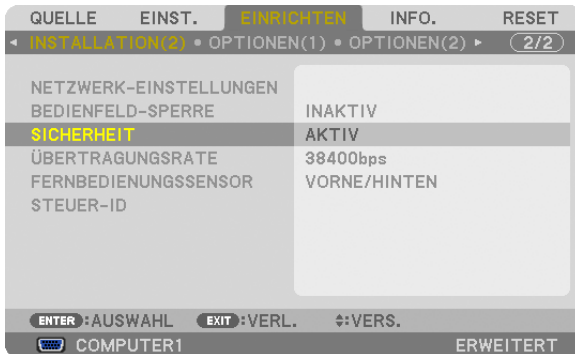 QUELLE EINST. EINRICHTEN INFO. RESET
◂ INSTALLATION(2) • OPTIONEN(1) • OPTIONEN(2) ▸ 2/2
NETZWERK-EINSTELLUNGEN
BEDIENFELD-SPERRE INAKTIV
SICHERHEIT AKTIV
ÜBERTRAGUNGSRATE 38400bps
FERNBEDIENUNGSSENSOR VORNE/HINTEN
STEUER-ID
ENTER :AUSWAHL EXIT :VERL. ♦:VERS.
COMPUTER1 ERWEITERT